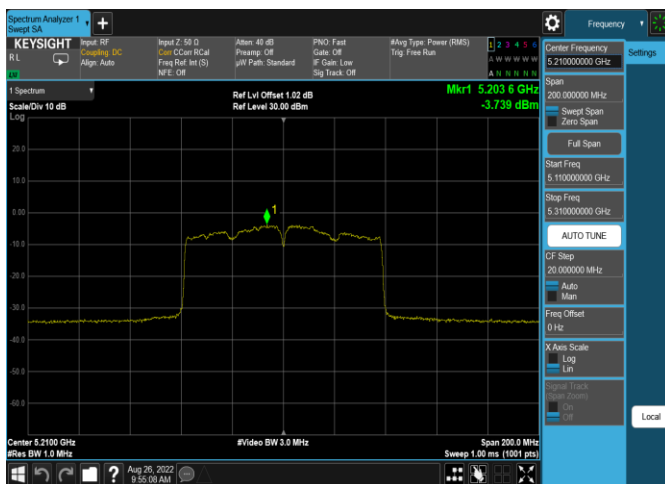 Spectrum Analyzer 1
Swept SA
+
Frequency
KEYSIGHT
R L
Input: RF
Coupling: DC
Align: Auto
Input Z: 50 Ω
Corr CCorr RCal
Freq Ref: Int (S)
NFE: Off
Atten: 40 dB
Preamp: Off
µW Path: Standard
PNO: Fast
Gate: Off
IF Gain: Low
Sig Track: Off
#Avg Type: Power (RMS)
Trig: Free Run
1 2 3 4 5 6
A W W W W W
A N N N N N
1 Spectrum
Scale/Div 10 dB
Log
Ref Lvl Offset 1.02 dB
Ref Level 30.00 dBm
Mkr1 5.203 6 GHz
-3.739 dBm
20.0
10.0
0.00
-10.0
-20.0
-30.0
-40.0
-50.0
-60.0
1
Center 5.2100 GHz
#Res BW 1.0 MHz
#Video BW 3.0 MHz
Span 200.0 MHz
Sweep 1.00 ms (1001 pts)
Center Frequency
5.210000000 GHz
Settings
Span
200.000000 MHz
Swept Span
Zero Span
Full Span
Start Freq
5.110000000 GHz
Stop Freq
5.310000000 GHz
AUTO TUNE
CF Step
20.000000 MHz
Auto
Man
Freq Offset
0 Hz
X Axis Scale
Log
Lin
Signal Track
(Span Zoom)
On
Off
Local
?
Aug 26, 2022
9:55:08 AM